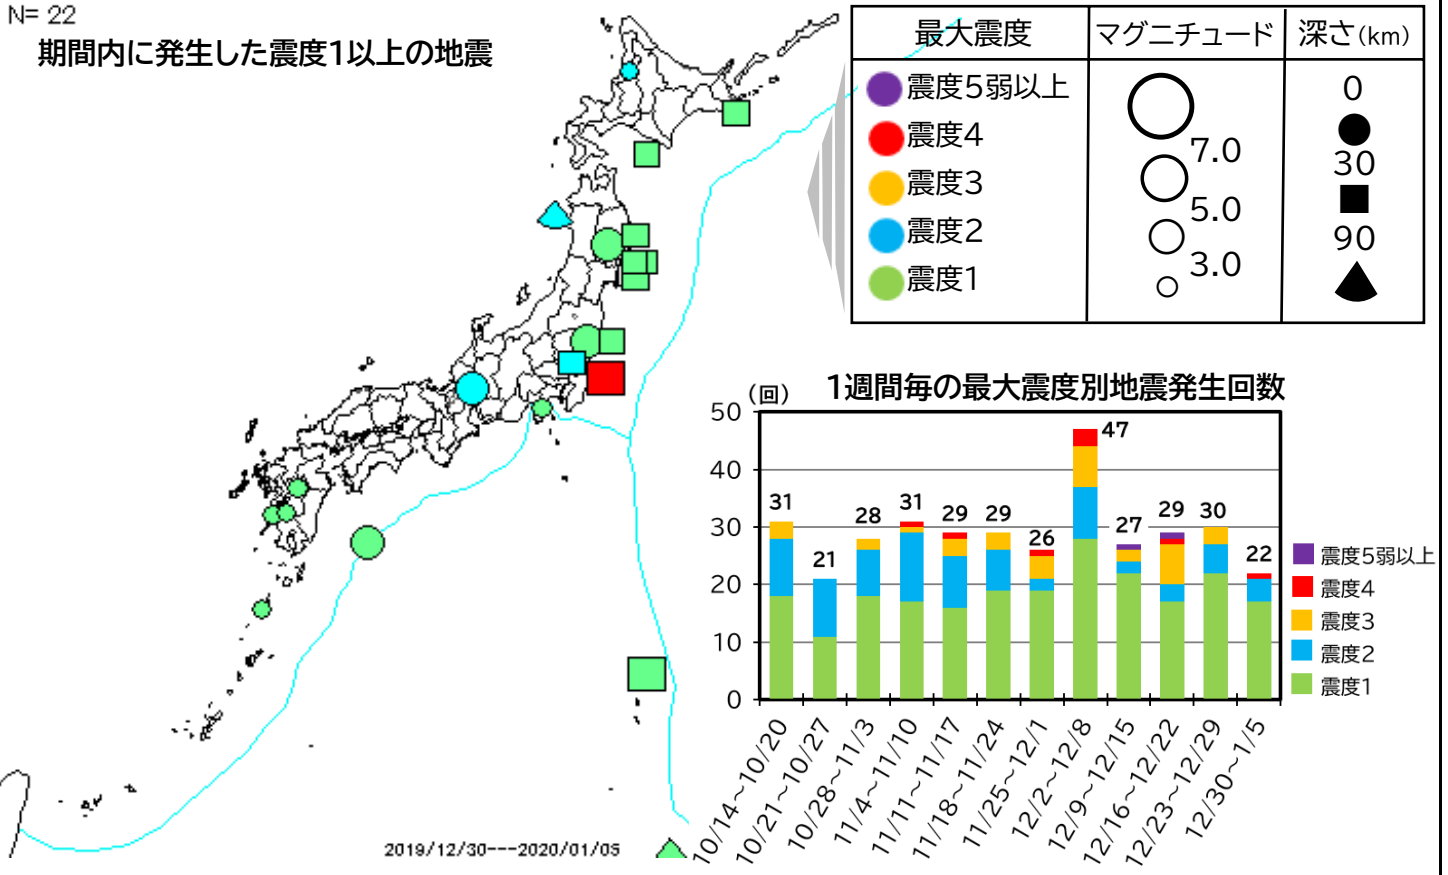 N= 22
期間内に発生した震度1以上の地震
最大震度
マグニチュード
深さ(km)
震度5弱以上
震度4
震度3
震度2
震度1
7.0
5.0
3.0
0
30
90
(回)
1週間毎の最大震度別地震発生回数
50
40
30
20
10
0
31
21
28
31
29
29
26
47
27
29
30
22
震度5弱以上
震度4
震度3
震度2
震度1
10/14~10/20
10/21~10/27
10/28~11/3
11/4~11/10
11/11~11/17
11/18~11/24
11/25~12/1
12/2~12/8
12/9~12/15
12/16~12/22
12/23~12/29
12/30~1/5
2019/12/30---2020/01/05